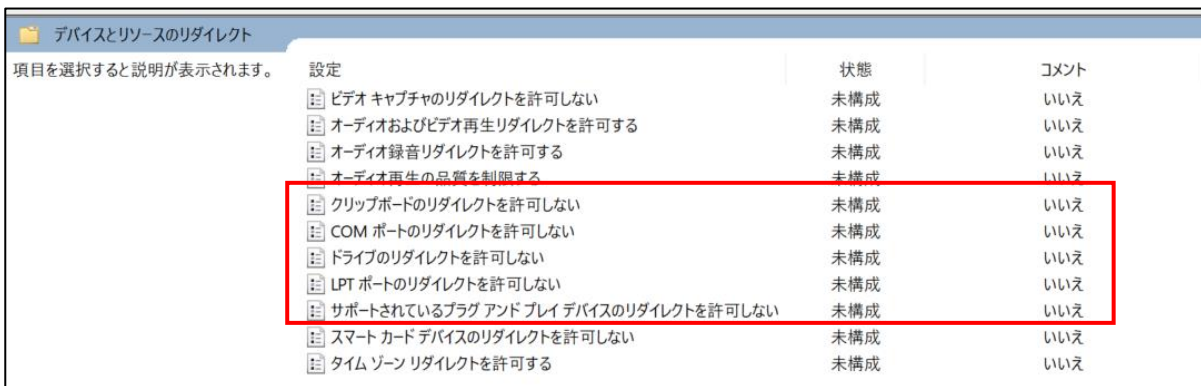 デバイスとリソースのリダイレクト
項目を選択すると説明が表示されます。
設定 状態 コメント
ビデオ キャプチャのリダイレクトを許可しない 未構成 いいえ
オーディオおよびビデオ再生リダイレクトを許可する 未構成 いいえ
オーディオ録音リダイレクトを許可する 未構成 いいえ
オーディオ再生の品質を制限する 未構成 いいえ
クリップボードのリダイレクトを許可しない 未構成 いいえ
COM ポートのリダイレクトを許可しない 未構成 いいえ
ドライブのリダイレクトを許可しない 未構成 いいえ
LPT ポートのリダイレクトを許可しない 未構成 いいえ
サポートされているプラグ アンド プレイ デバイスのリダイレクトを許可しない 未構成 いいえ
スマート カード デバイスのリダイレクトを許可しない 未構成 いいえ
タイム ゾーン リダイレクトを許可する 未構成 いいえ